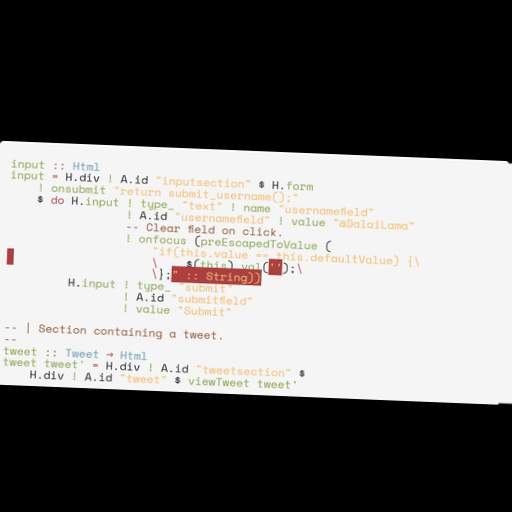 input :: Html
input = H.div ! A.id "inputsection" $ H.form
! onsubmit "return submit_username();"
$ do H.input ! type_ "text" ! name "usernamefield"
! A.id "usernamefield" ! value "@DalaiLama"
-- Clear field on click.
! onfocus (preEscapedToValue (
"if(this.value == this.defaultValue) {\
\ $(this).val('');\
\};" :: String))
H.input ! type_ "submit"
! A.id "submitfield"
! value "Submit"
-- | Section containing a tweet.
--
tweet :: Tweet → Html
tweet tweet' = H.div ! A.id "tweetsection" $
H.div ! A.id "tweet" $ viewTweet tweet'